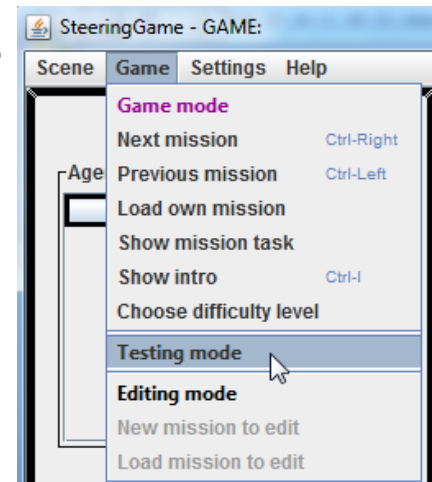 SteeringGame - GAME:
Scene Game Settings Help
Game mode
Next mission Ctrl-Right
Previous mission Ctrl-Left
Load own mission
Show mission task
Show intro Ctrl-I
Choose difficulty level
Testing mode
Editing mode
New mission to edit
Load mission to edit